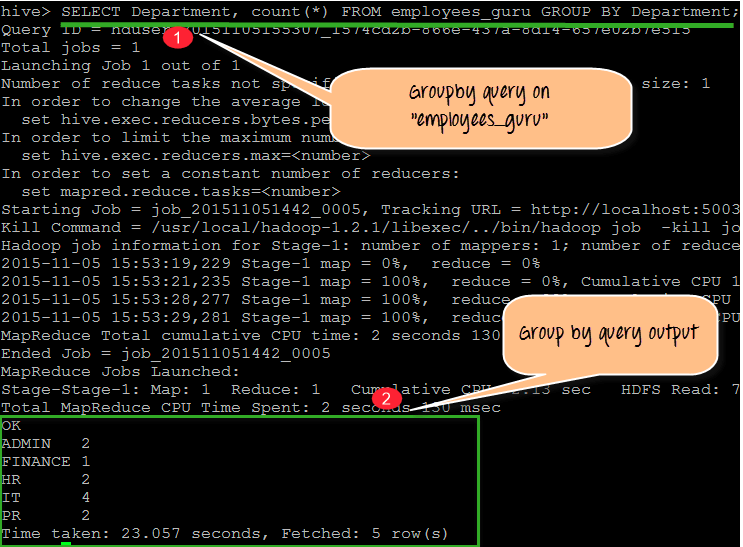 hive> SELECT Department, count(*) FROM employees_guru GROUP BY Department;
Query ID = hduser_20151105155307_1574cd2b-866e-437a-8d14-657e02b7e515
1
Total jobs = 1
Launching Job 1 out of 1
Number of reduce tasks not size: 1
In order to change the average
set hive.exec.reducers.bytes.pe
In order to limit the maximum num
set hive.exec.reducers.max=<number>
In order to set a constant number of reducers:
set mapred.reduce.tasks=<number>
Groupby query on
"employees_guru"
Starting Job = job_201511051442_0005, Tracking URL = http://localhost:5003
Kill Command = /usr/local/hadoop-1.2.1/libexec/../bin/hadoop job -kill jo
Hadoop job information for Stage-1: number of mappers: 1; number of reduce
2015-11-05 15:53:19,229 Stage-1 map = 0%, reduce = 0%
2015-11-05 15:53:21,235 Stage-1 map = 100%, reduce = 0%, Cumulative CPU 1
2015-11-05 15:53:28,277 Stage-1 map = 100%, reduce CPU
2015-11-05 15:53:29,281 Stage-1 map = 100%, reduc CPU
MapReduce Total cumulative CPU time: 2 seconds 130
Ended Job = job_201511051442_0005
MapReduce Jobs Launched:
Group by query output
Stage-Stage-1: Map: 1 Reduce: 1 Cumulative CPU 2.13 sec HDFS Read: 7
Total MapReduce CPU Time Spent: 2 seconds 130 msec
2
OK
ADMIN 2
FINANCE 1
HR 2
IT 4
PR 2
Time taken: 23.057 seconds, Fetched: 5 row(s)